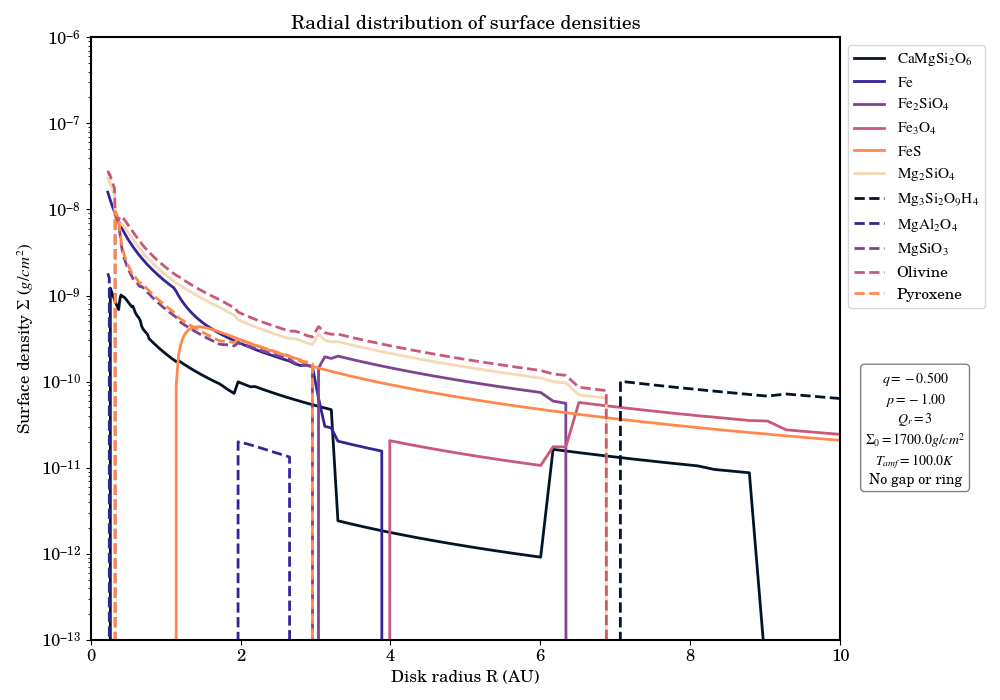 Radial distribution of surface densities
Surface density Σ (g/cm²)
10⁻⁶
10⁻⁷
10⁻⁸
10⁻⁹
10⁻¹⁰
10⁻¹¹
10⁻¹²
10⁻¹³
0 2 4 6 8 10
Disk radius R (AU)
CaMgSi₂O₆
Fe
Fe₂SiO₄
Fe₃O₄
FeS
Mg₂SiO₄
Mg₃Si₂O₉H₄
MgAl₂O₄
MgSiO₃
Olivine
Pyroxene
q = −0.500
p = −1.00
Qᵣ = 3
Σ₀ = 1700.0g/cm²
Tₐₘf = 100.0K
No gap or ring